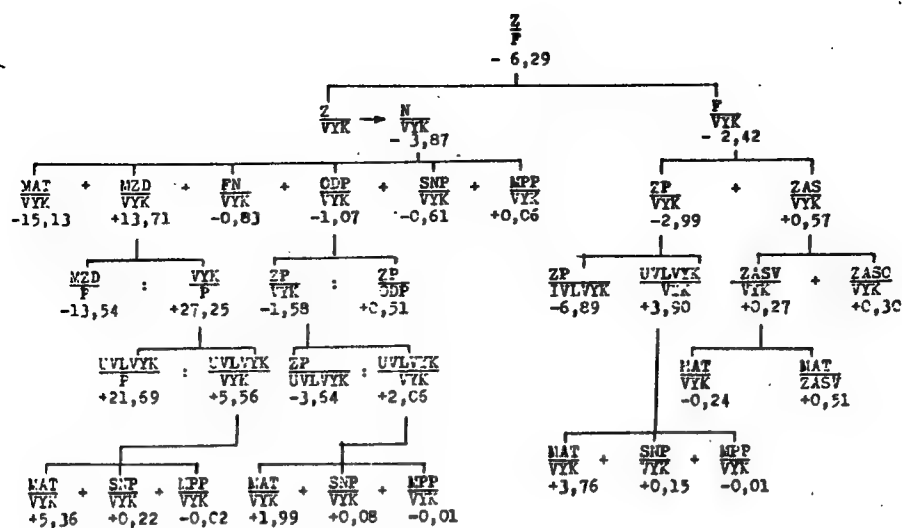 Z
F
- 6,29
Z → N F
VYK VYK VYK
- 3,87 - 2,42
MAT + MZD + FN + ODP + SNP + MPP ZP + ZAS
VYK VYK VYK VYK VYK VYK VYK VYK
-15,13 +13,71 -0,83 -1,07 -0,61 +0,06 -2,99 +0,57
MZD : VYK ZP : ZP ZP UVLVYK ZASV + ZASO
P P VYK ODP UVLVYK VYK VYK VYK
-13,54 +27,25 -1,58 +0,51 -6,89 +3,90 +0,27 +0,30
UVLVYK : UVLVYK ZP : UVLVYK MAT MAT
P VYK UVLVYK VYK VYK ZASV
+21,69 +5,56 -3,64 +2,06 -0,24 +0,51
MAT + SNP + MPP MAT + SNP + MPP MAT + SNP + MPP
VYK VYK VYK VYK VYK VYK VYK VYK VYK
+5,36 +0,22 -0,02 +1,99 +0,08 -0,01 +3,76 +0,15 -0,01